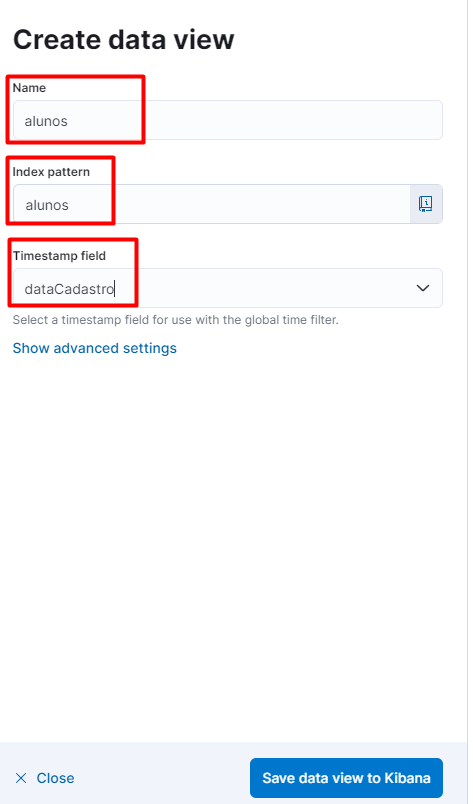 Create data view
Name
alunos
Index pattern
alunos
Timestamp field
dataCadastro
Select a timestamp field for use with the global time filter.
Show advanced settings
Close
Save data view to Kibana